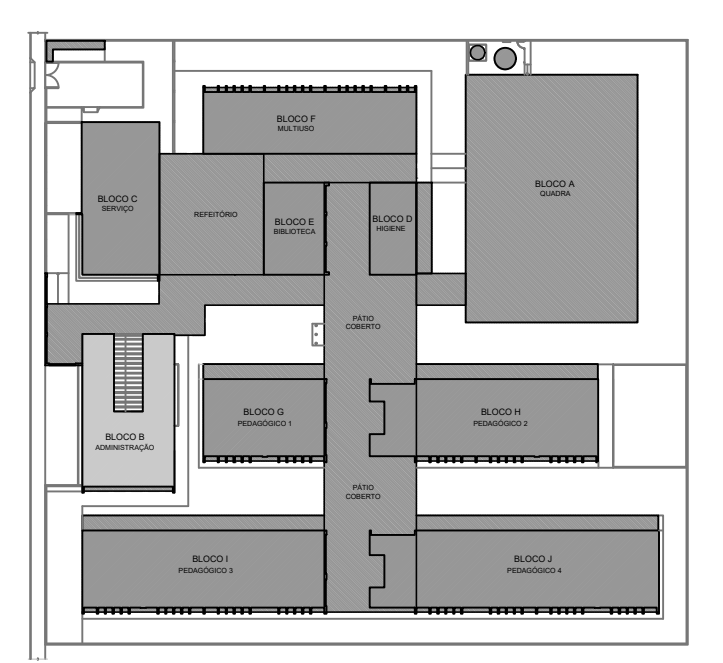 BLOCO F
MULTIUSO
BLOCO A
QUADRA
BLOCO C
SERVIÇO
REFEITÓRIO
BLOCO E
BIBLIOTECA
BLOCO D
HIGIENE
PÁTIO
COBERTO
BLOCO B
ADMINISTRAÇÃO
BLOCO G
PEDAGÓGICO 1
BLOCO H
PEDAGÓGICO 2
PÁTIO
COBERTO
BLOCO I
PEDAGÓGICO 3
BLOCO J
PEDAGÓGICO 4